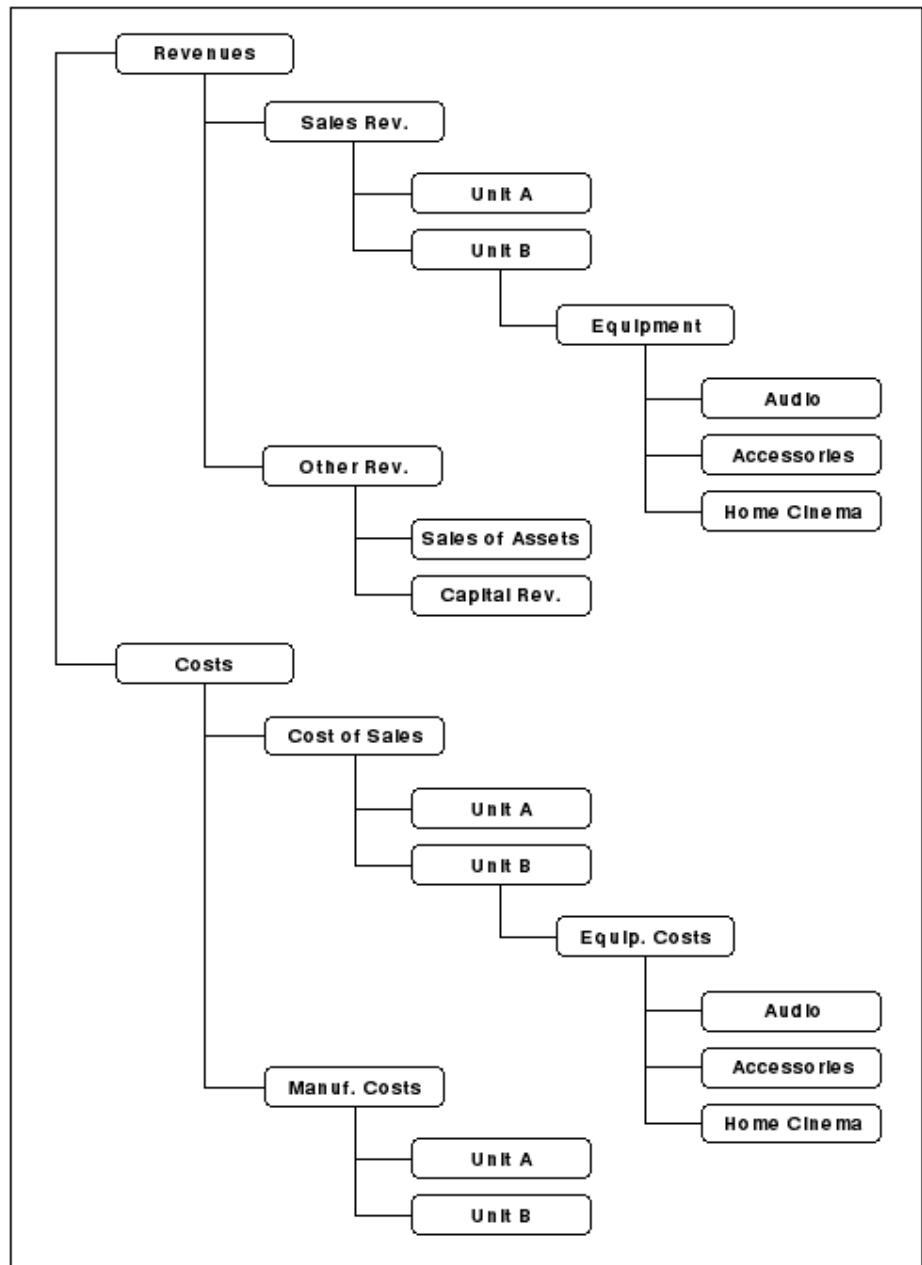 Revenues
Sales Rev.
Unit A
Unit B
Equipment
Audio
Accessories
Home Cinema
Other Rev.
Sales of Assets
Capital Rev.
Costs
Cost of Sales
Unit A
Unit B
Equip. Costs
Audio
Accessories
Home Cinema
Manuf. Costs
Unit A
Unit B